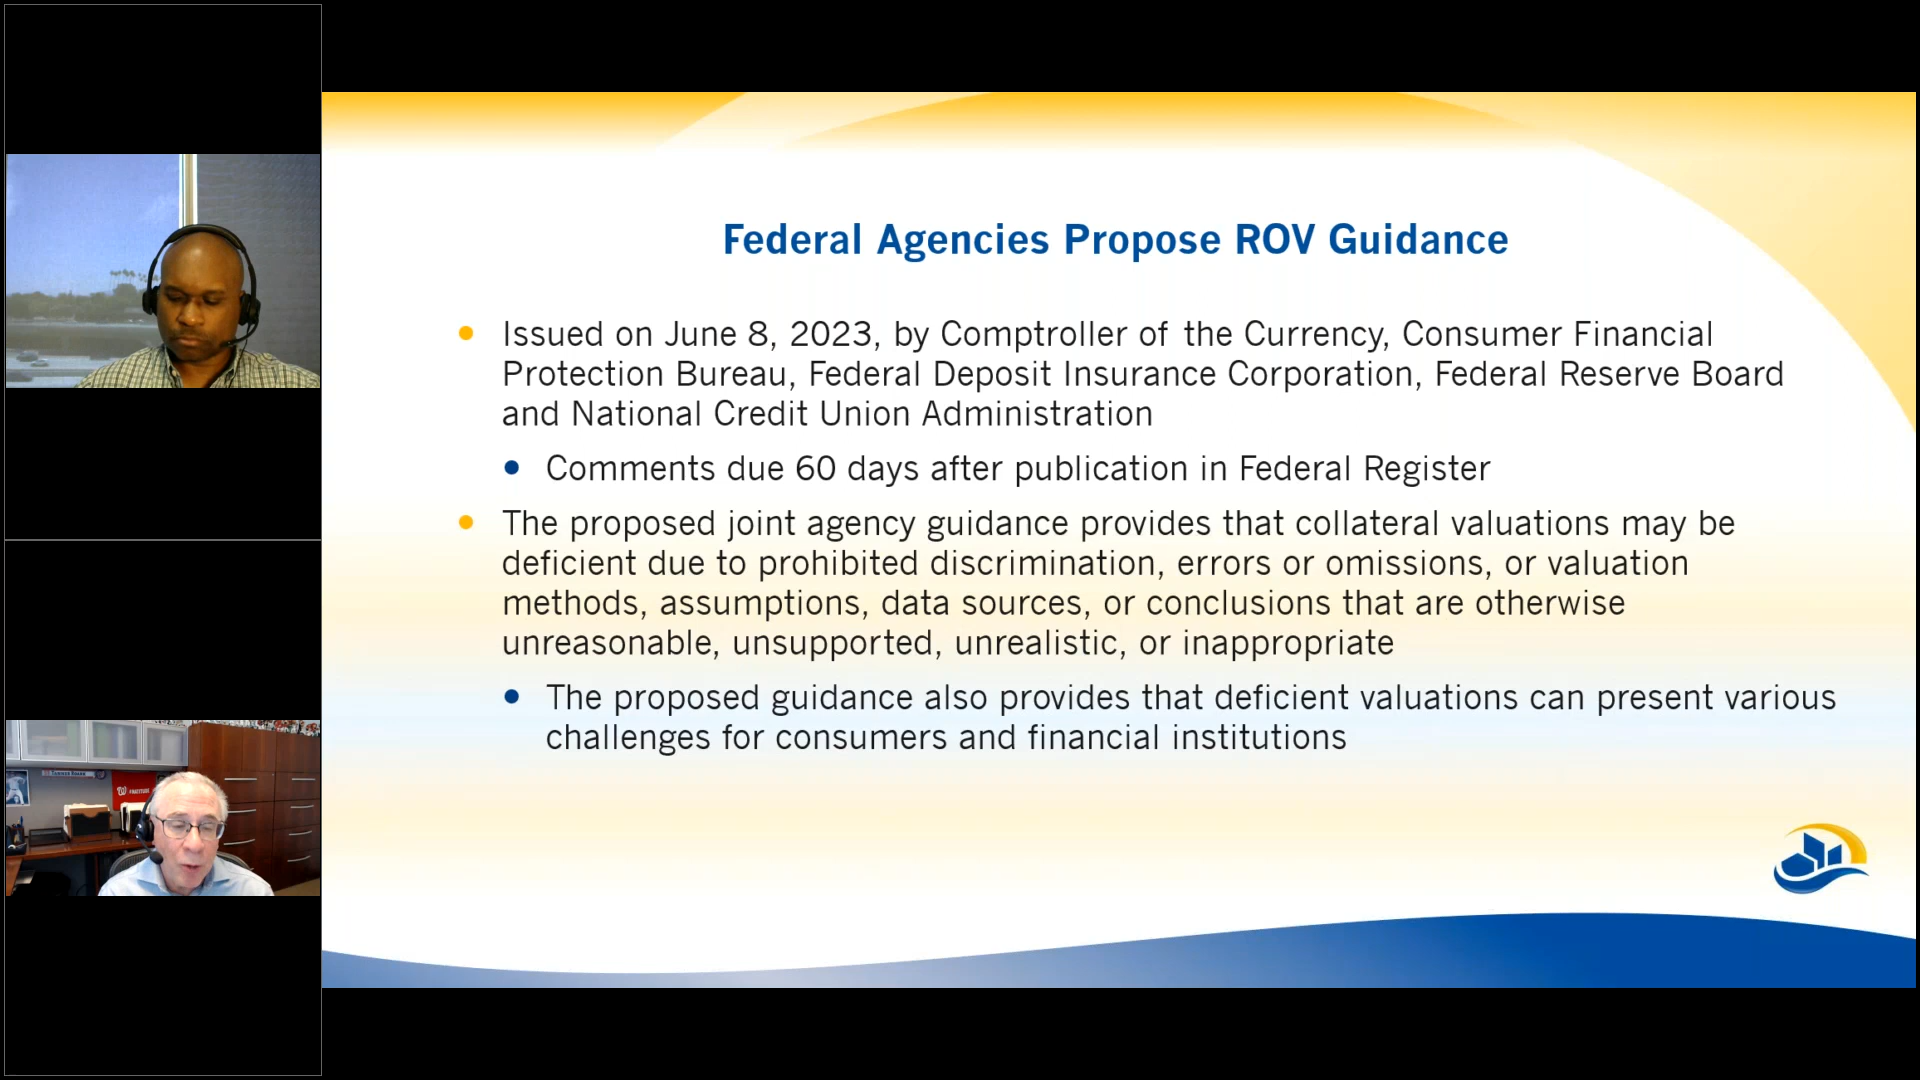 Federal Agencies Propose ROV Guidance
Issued on June 8, 2023, by Comptroller of the Currency, Consumer Financial
Protection Bureau, Federal Deposit Insurance Corporation, Federal Reserve Board
and National Credit Union Administration
Comments due 60 days after publication in Federal Register
The proposed joint agency guidance provides that collateral valuations may be
deficient due to prohibited discrimination, errors or omissions, or valuation
methods, assumptions, data sources, or conclusions that are otherwise
unreasonable, unsupported, unrealistic, or inappropriate
The proposed guidance also provides that deficient valuations can present various
challenges for consumers and financial institutions